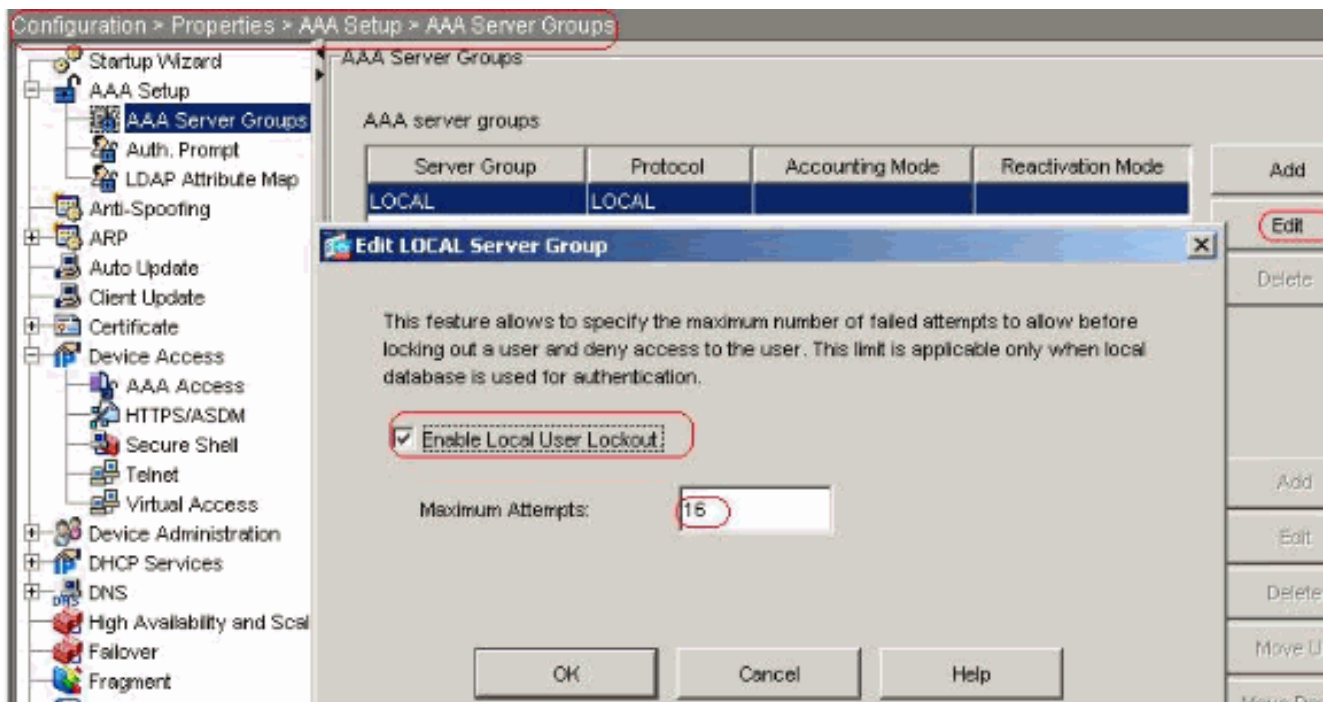 Configuration > Properties > AAA Setup > AAA Server Groups
Startup Wizard
AAA Setup
AAA Server Groups
Auth. Prompt
LDAP Attribute Map
Anti-Spoofing
ARP
Auto Update
Client Update
Certificate
Device Access
AAA Access
HTTPS/ASDM
Secure Shell
Telnet
Virtual Access
Device Administration
DHCP Services
DNS
High Availability and Scal
Failover
Fragment
AAA Server Groups
AAA server groups
Server Group Protocol Accounting Mode Reactivation Mode
LOCAL LOCAL
Add
Edit
Delete
Edit LOCAL Server Group
This feature allows to specify the maximum number of failed attempts to allow before
locking out a user and deny access to the user. This limit is applicable only when local
database is used for authentication.
Enable Local User Lockout
Maximum Attempts: 16
OK Cancel Help
Add
Edit
Delete
Move U